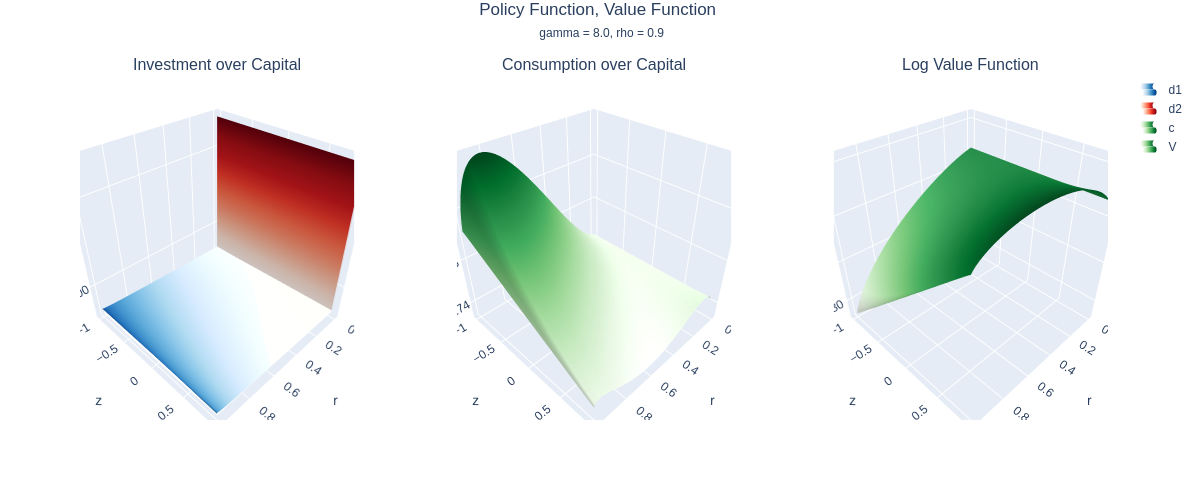 Policy Function, Value Function
gamma = 8.0, rho = 0.9
Investment over Capital
Consumption over Capital
Log Value Function
d1
d2
c
V
−1
−0.5
0
0.5
z
0
0.2
0.4
0.6
0.8
r
74
−1
−0.5
0
0.5
z
0
0.2
0.4
0.6
0.8
r
−1
−0.5
0
0.5
z
0
0.2
0.4
0.6
0.8
r